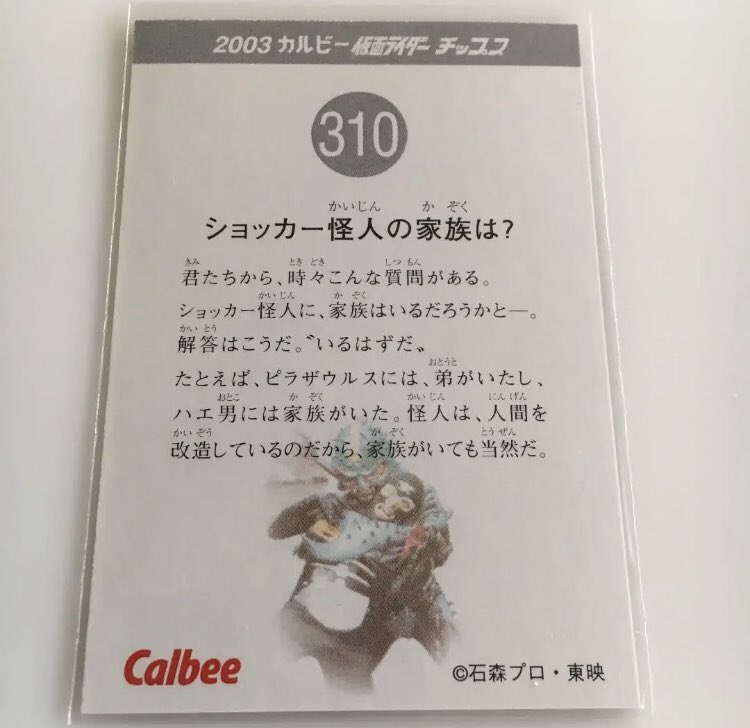 2003 カルビー 仮面ライダー チップス
310
ショッカー怪人の家族は?
君たちから、時々こんな質問がある。
ショッカー怪人に、家族はいるだろうかと―。
解答はこうだ。〝いるはずだ〟
たとえば、ピラザウルスには、弟がいたし、
ハエ男には家族がいた。怪人は、人間を
改造しているのだから、家族がいても当然だ。
Calbee
©石森プロ・東映